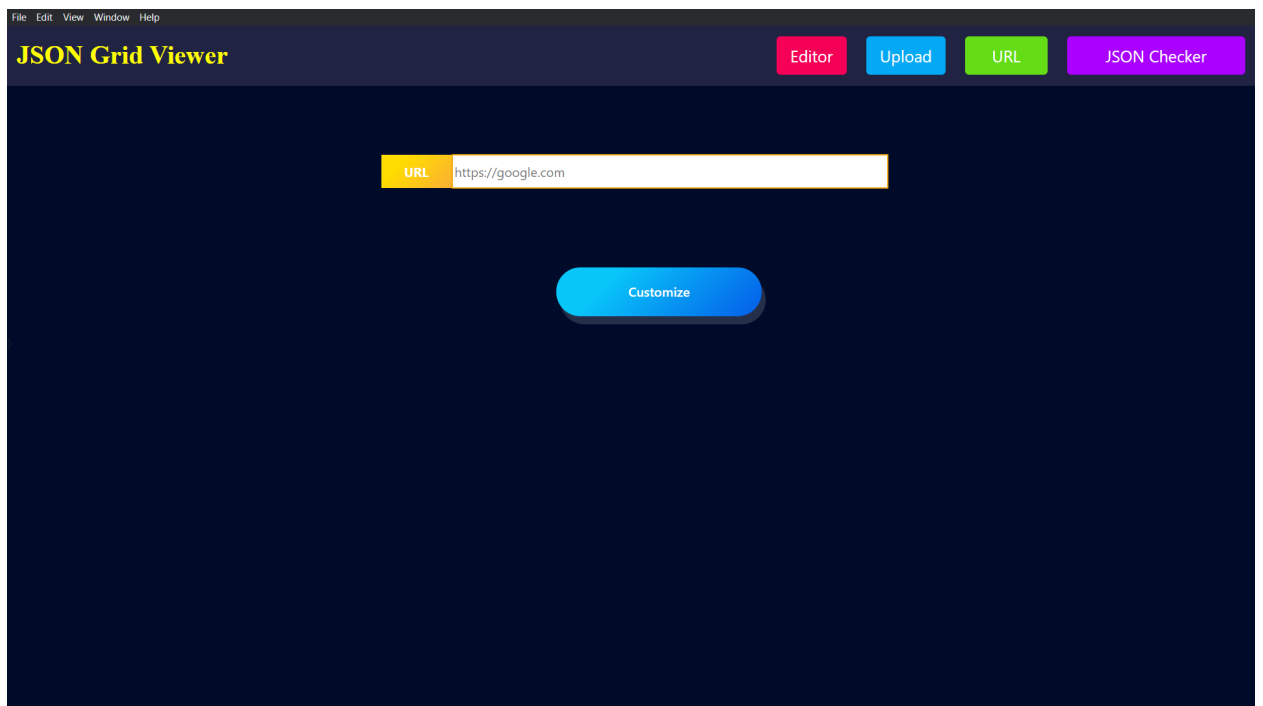 File Edit View Window Help
JSON Grid Viewer Editor Upload URL JSON Checker
URL https://google.com
Customize